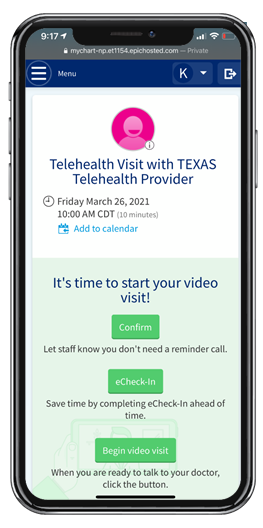 9:17
mychart-np.et1154.epichosted.com — Private
Menu
K
Telehealth Visit with TEXAS
Telehealth Provider
Friday March 26, 2021
10:00 AM CDT (10 minutes)
Add to calendar
It's time to start your video
visit!
Confirm
Let staff know you don't need a reminder call.
eCheck-In
Save time by completing eCheck-In ahead of
time.
Begin video visit
When you are ready to talk to your doctor,
click the button.